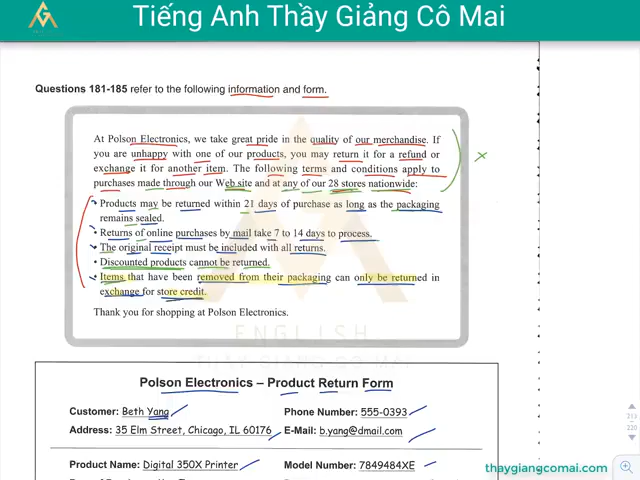 Tiếng Anh Thầy Giảng Cô Mai
Questions 181-185 refer to the following information and form.
At Polson Electronics, we take great pride in the quality of our merchandise. If
you are unhappy with one of our products, you may return it for a refund or
exchange it for another item. The following terms and conditions apply to
purchases made through our Web site and at any of our 28 stores nationwide:
• Products may be returned within 21 days of purchase as long as the packaging
remains sealed.
• Returns of online purchases by mail take 7 to 14 days to process.
• The original receipt must be included with all returns.
• Discounted products cannot be returned.
• Items that have been removed from their packaging can only be returned in
exchange for store credit.
Thank you for shopping at Polson Electronics.
ENGLISH
THẦY GIẢNG CÔ MAI
Polson Electronics – Product Return Form
Customer: Beth Yang Phone Number: 555-0393
Address: 35 Elm Street, Chicago, IL 60176 E-Mail: b.yang@dmail.com
Product Name: Digital 350X Printer Model Number: 7849484XE
213
220
thaygiangcomai.com